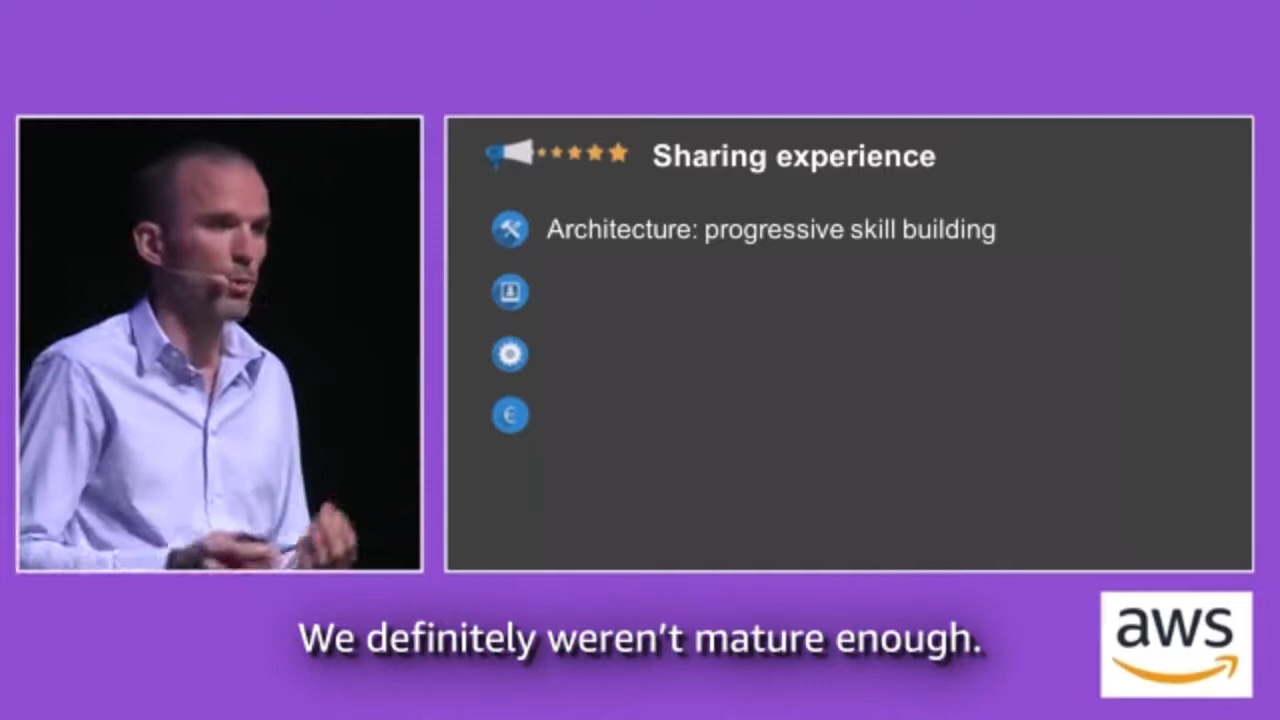 Sharing experience
Architecture: progressive skill building
€
We definitely weren't mature enough.
aws